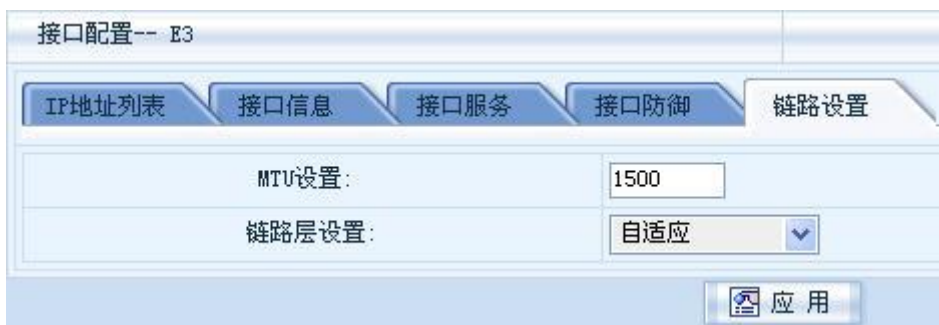 接口配置-- E3
IP地址列表 接口信息 接口服务 接口防御 链路设置
MTU设置: 1500
链路层设置: 自适应
应 用